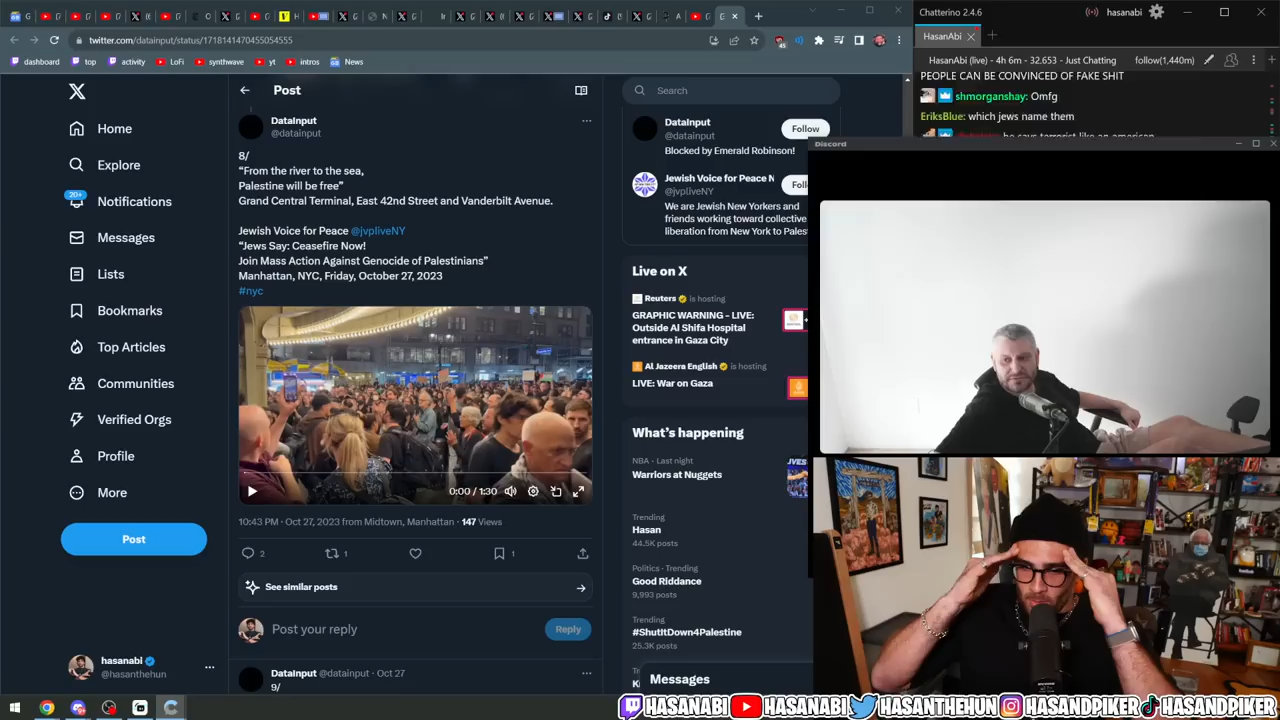 twitter.com/datainput/status/1718141470455054555
45
dashboard
top
activity
LoFi
synthwave
yt
intros
News
Home
Explore
20+
Notifications
Messages
Lists
Bookmarks
Top Articles
Communities
Verified Orgs
Profile
More
Post
hasanabi
@hasanthehun
Post
DataInput
@datainput
8/
“From the river to the sea,
Palestine will be free”
Grand Central Terminal, East 42nd Street and Vanderbilt Avenue.
Jewish Voice for Peace @jvpliveNY
“Jews Say: Ceasefire Now!
Join Mass Action Against Genocide of Palestinians”
Manhattan, NYC, Friday, October 27, 2023
#nyc
0:00 / 1:30
10:43 PM · Oct 27, 2023 from Midtown, Manhattan · 147 Views
2
1
1
See similar posts
Post your reply
Reply
DataInput @datainput · Oct 27
9/
Search
DataInput
@datainput
Follow
Blocked by Emerald Robinson!
Jewish Voice for Peace N
@jvpliveNY
Foll
We are Jewish New Yorkers and
friends working toward collective
liberation from New York to Pales
Live on X
Reuters is hosting
GRAPHIC WARNING - LIVE:
Outside Al Shifa Hospital
entrance in Gaza City
Al Jazeera English is hosting
LIVE: War on Gaza
What’s happening
NBA · Last night
Warriors at Nuggets
Trending
Hasan
44.5K posts
Politics · Trending
Good Riddance
9,993 posts
Trending
#ShutItDown4Palestine
25.3K posts
Messages
Chatterino 2.4.6
hasanabi
HasanAbi
HasanAbi (live) - 4h 6m - 32.653 - Just Chatting
follow(1,440m)
PEOPLE CAN BE CONVINCED OF FAKE SHIT
shmorganshay: Omfg
EriksBlue: which jews name them
he says terrorist like an american
Discord
HASANABI
HASANABI
HASANTHEHUN
HASANDPIKER
HASANDPIKER